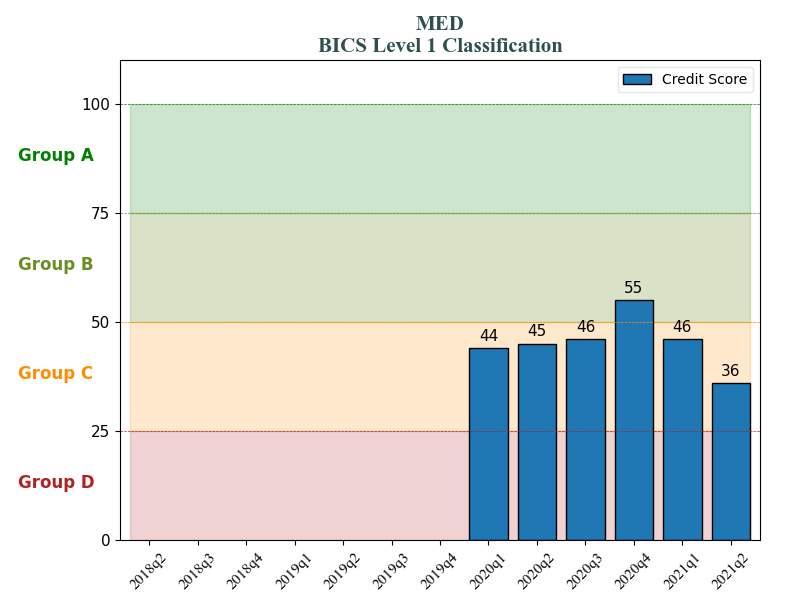 MED
BICS Level 1 Classification
Credit Score
100
Group A
75
Group B
55
50
44
45
46
46
Group C
36
25
Group D
0
2018q2
2018q3
2018q4
2019q1
2019q2
2019q3
2019q4
2020q1
2020q2
2020q3
2020q4
2021q1
2021q2